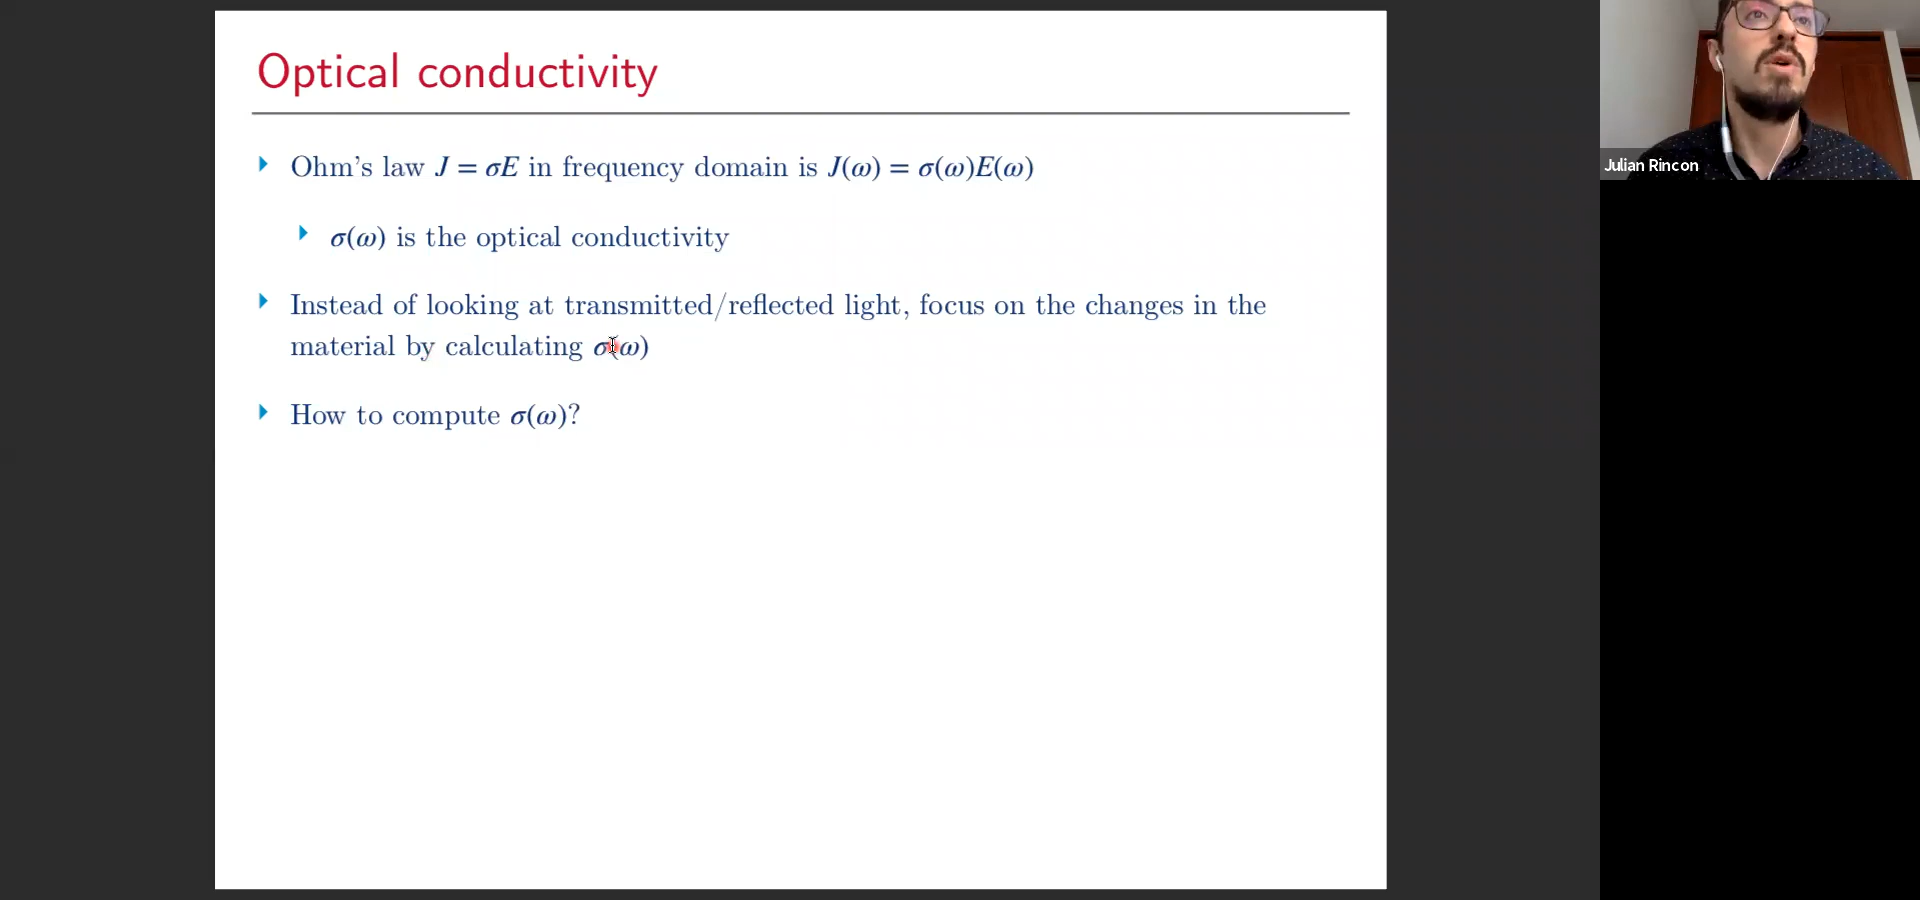 Optical conductivity
Ohm's law J = σE in frequency domain is J(ω) = σ(ω)E(ω)
σ(ω) is the optical conductivity
Instead of looking at transmitted/reflected light, focus on the changes in the
material by calculating σ(ω)
How to compute σ(ω)?
Julian Rincon